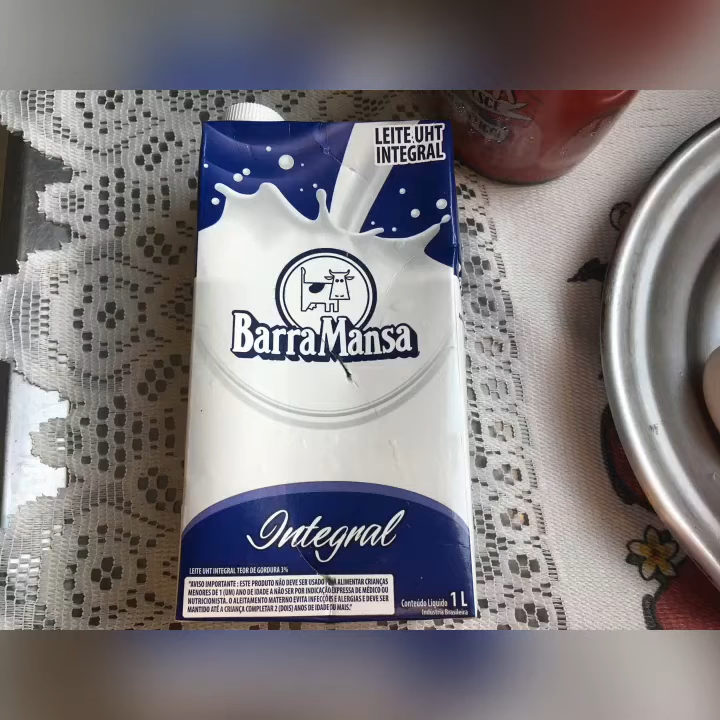 LEITE UHT
INTEGRAL
BarraMansa
Integral
LEITE UHT INTEGRAL TEOR DE GORDURA 3%
"AVISO IMPORTANTE : ESTE PRODUTO NÃO DEVE SER USADO PARA ALIMENTAR CRIANÇAS
MENORES DE 1 (UM) ANO DE IDADE A NÃO SER POR INDICAÇÃO EXPRESSA DE MÉDICO OU
NUTRICIONISTA. O ALEITAMENTO MATERNO EVITA INFECÇÕES E ALERGIAS E DEVE SER
MANTIDO ATÉ A CRIANÇA COMPLETAR 2 (DOIS) ANOS DE IDADE OU MAIS."
Conteúdo Líquido 1 L
Indústria Brasileira